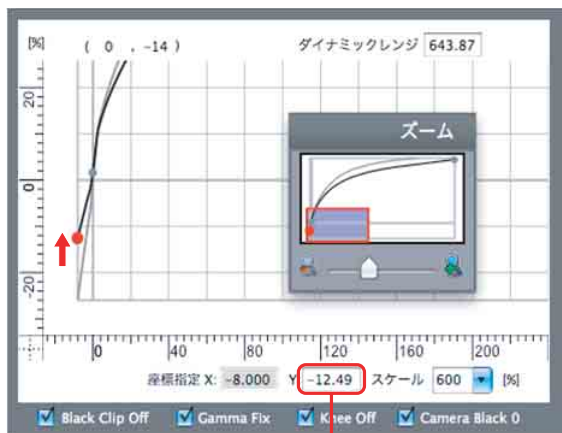 [%] ( 0 , -14 ) ダイナミックレンジ 643.87
20
ズーム
0
-20
0 40 80 120 160 200
座標指定 X: -8.000 Y: -12.49 スケール 600 [%]
Black Clip Off Gamma Fix Knee Off Camera Black 0